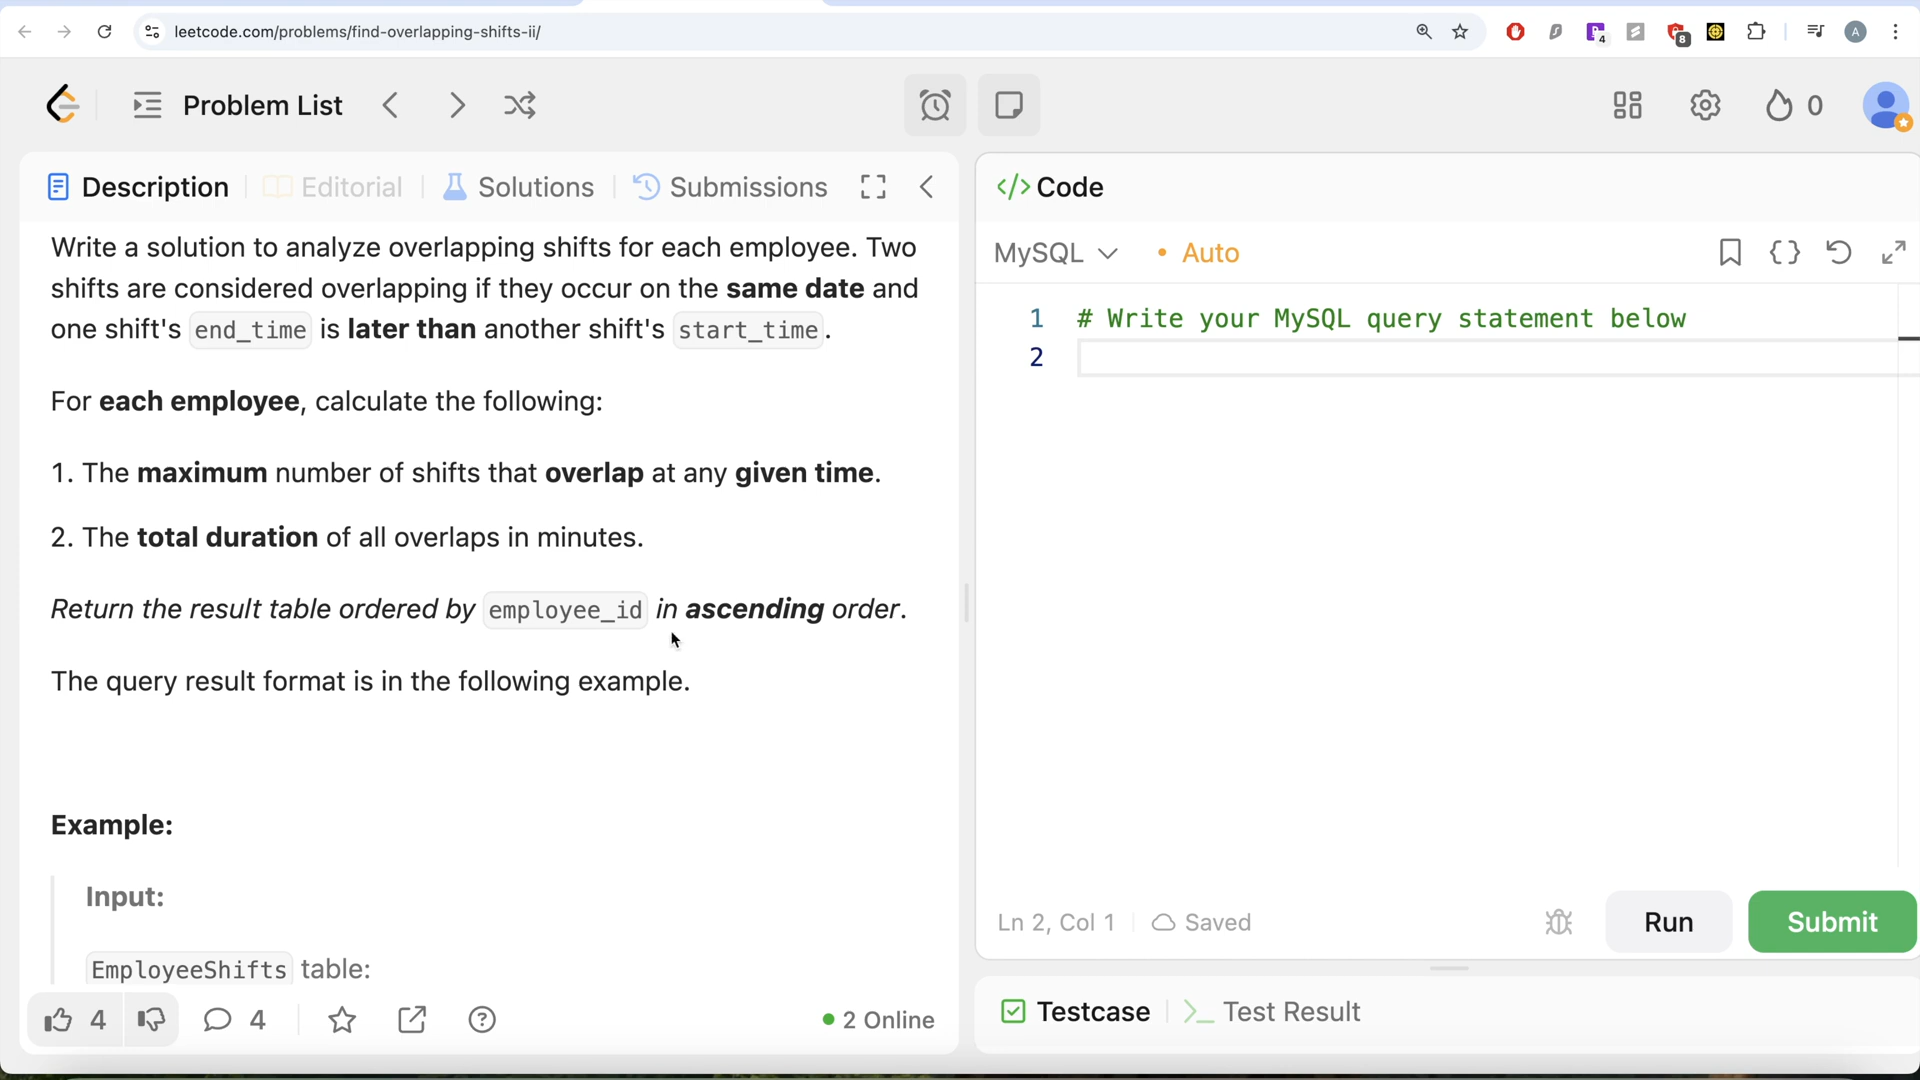 leetcode.com/problems/find-overlapping-shifts-ii/
4
8
A
Problem List
0
Description
Editorial
Solutions
Submissions
</> Code
Write a solution to analyze overlapping shifts for each employee. Two
shifts are considered overlapping if they occur on the same date and
one shift's end_time is later than another shift's start_time.
For each employee, calculate the following:
1. The maximum number of shifts that overlap at any given time.
2. The total duration of all overlaps in minutes.
Return the result table ordered by employee_id in ascending order.
The query result format is in the following example.
Example:
Input:
EmployeeShifts table:
4
4
2 Online
MySQL
Auto
{}
1 # Write your MySQL query statement below
2
Ln 2, Col 1
Saved
Run
Submit
Testcase
Test Result